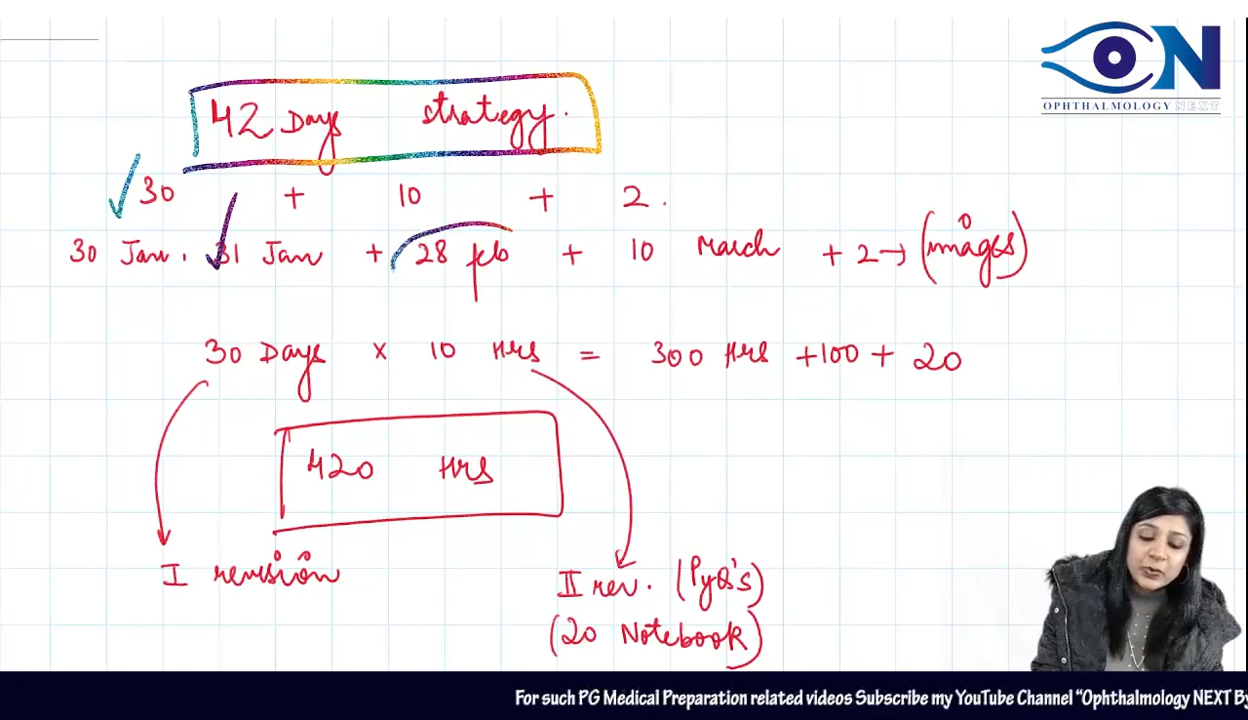 ON
OPHTHALMOLOGY NEXT
42 Days strategy.
30 + 10 + 2.
30 Jan, 31 Jan + 28 feb + 10 March + 2 → (images)
30 Days x 10 Hrs = 300 Hrs +100 + 20
420 Hrs
I revision
II rev. (PyQ's)
(20 Notebook)
For such PG Medical Preparation related videos Subscribe my YouTube Channel “Ophthalmology NEXT By